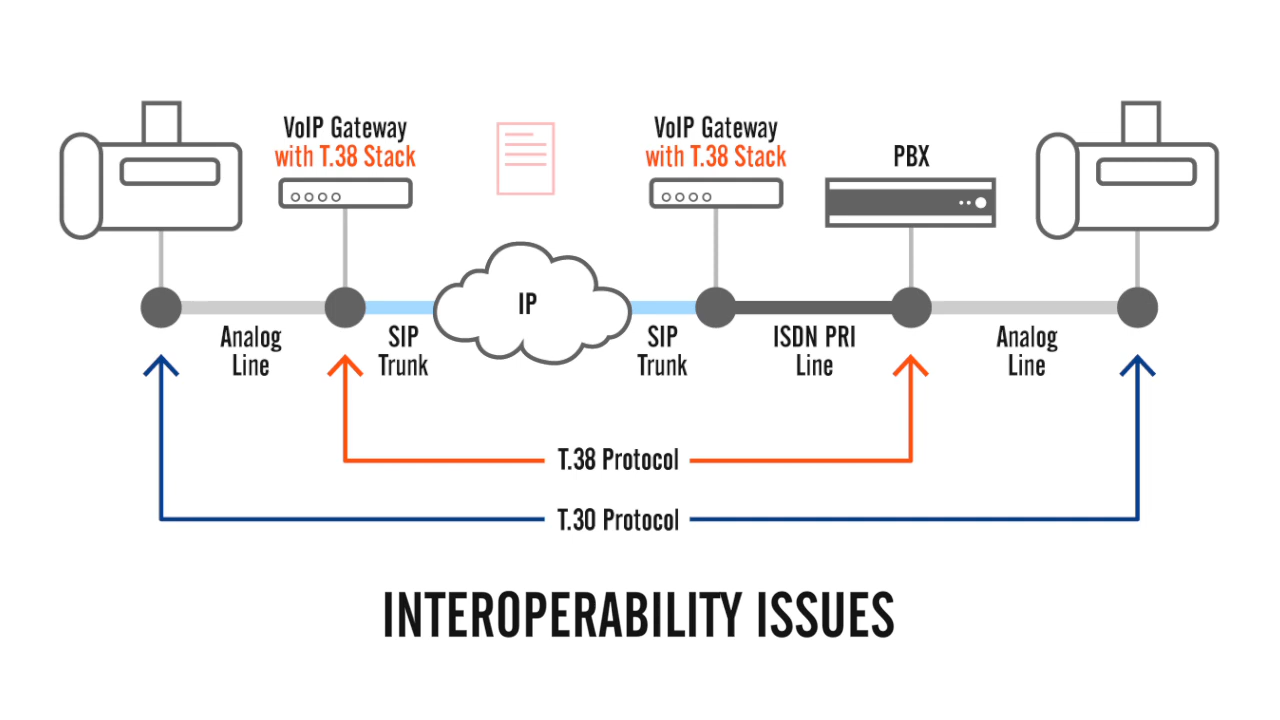 VoIP Gateway
with T.38 Stack
VoIP Gateway
with T.38 Stack
PBX
IP
Analog
Line
SIP
Trunk
SIP
Trunk
ISDN PRI
Line
Analog
Line
T.38 Protocol
T.30 Protocol
INTEROPERABILITY ISSUES